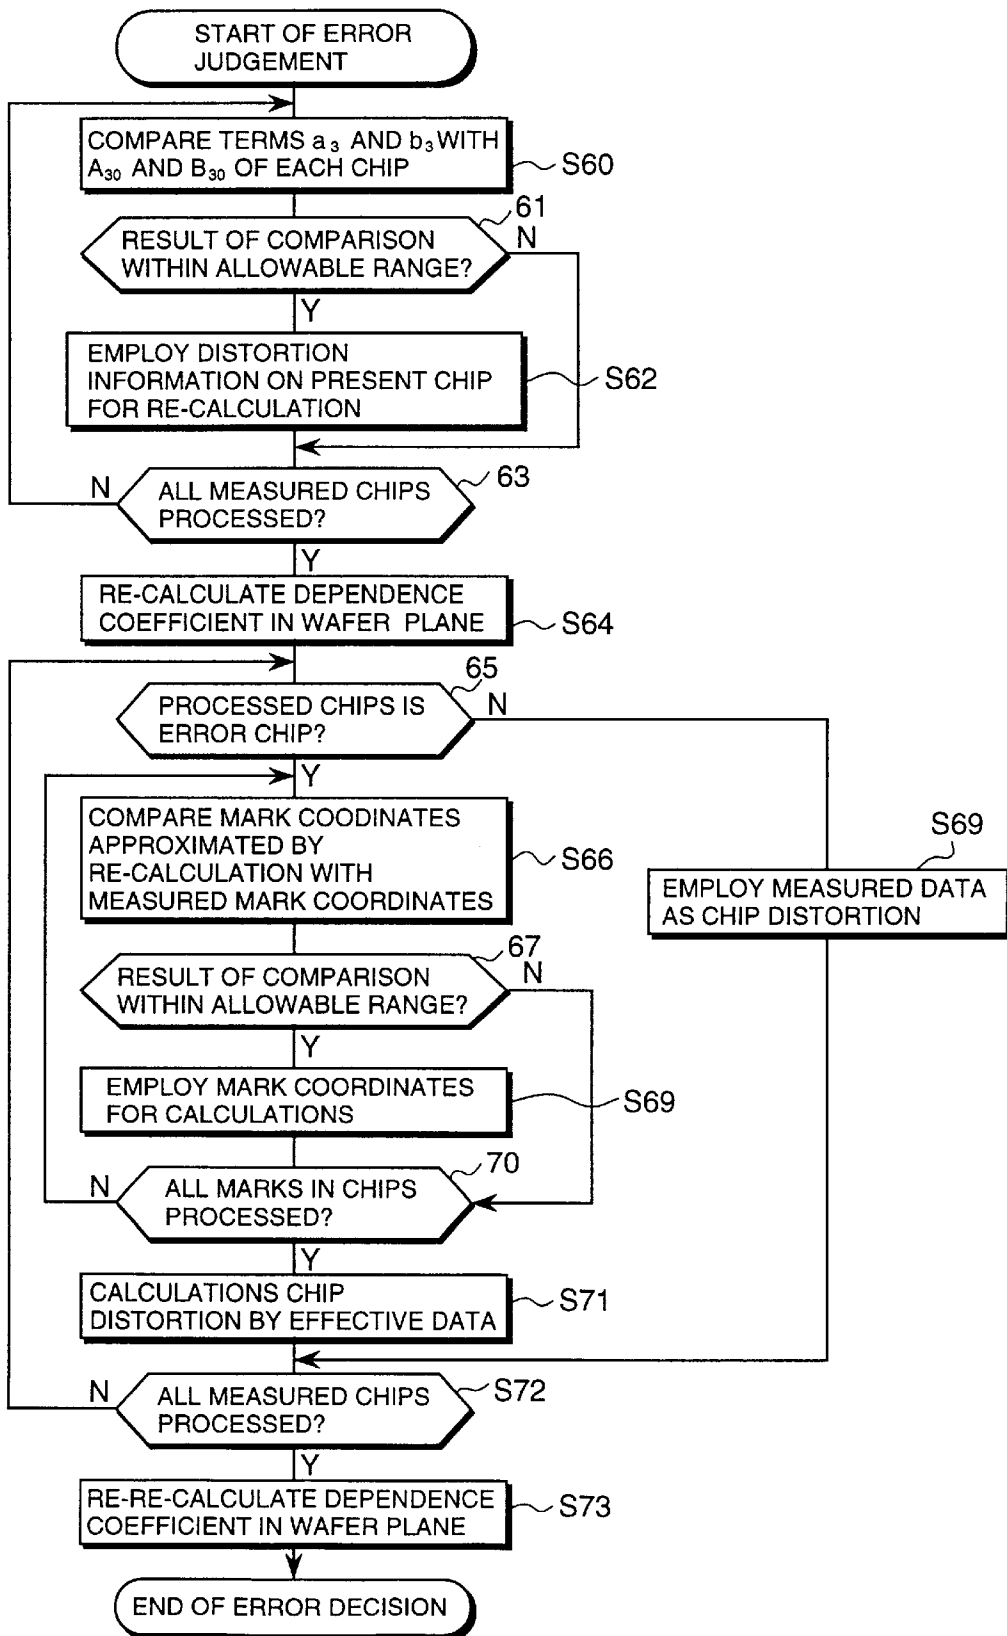 START OF ERROR
JUDGEMENT
COMPARE TERMS a₃ AND b₃ WITH
A₃₀ AND B₃₀ OF EACH CHIP
S60
61
RESULT OF COMPARISON
WITHIN ALLOWABLE RANGE?
N
Y
EMPLOY DISTORTION
INFORMATION ON PRESENT CHIP
FOR RE-CALCULATION
S62
63
N
ALL MEASURED CHIPS
PROCESSED?
Y
RE-CALCULATE DEPENDENCE
COEFFICIENT IN WAFER PLANE
S64
65
PROCESSED CHIPS IS
ERROR CHIP?
N
Y
COMPARE MARK COODINATES
APPROXIMATED BY
RE-CALCULATION WITH
MEASURED MARK COORDINATES
S66
S69
EMPLOY MEASURED DATA
AS CHIP DISTORTION
67
RESULT OF COMPARISON
WITHIN ALLOWABLE RANGE?
N
Y
EMPLOY MARK COORDINATES
FOR CALCULATIONS
S69
70
N
ALL MARKS IN CHIPS
PROCESSED?
Y
CALCULATIONS CHIP
DISTORTION BY EFFECTIVE DATA
S71
N
ALL MEASURED CHIPS
PROCESSED?
S72
Y
RE-RE-CALCULATE DEPENDENCE
COEFFICIENT IN WAFER PLANE
S73
END OF ERROR DECISION